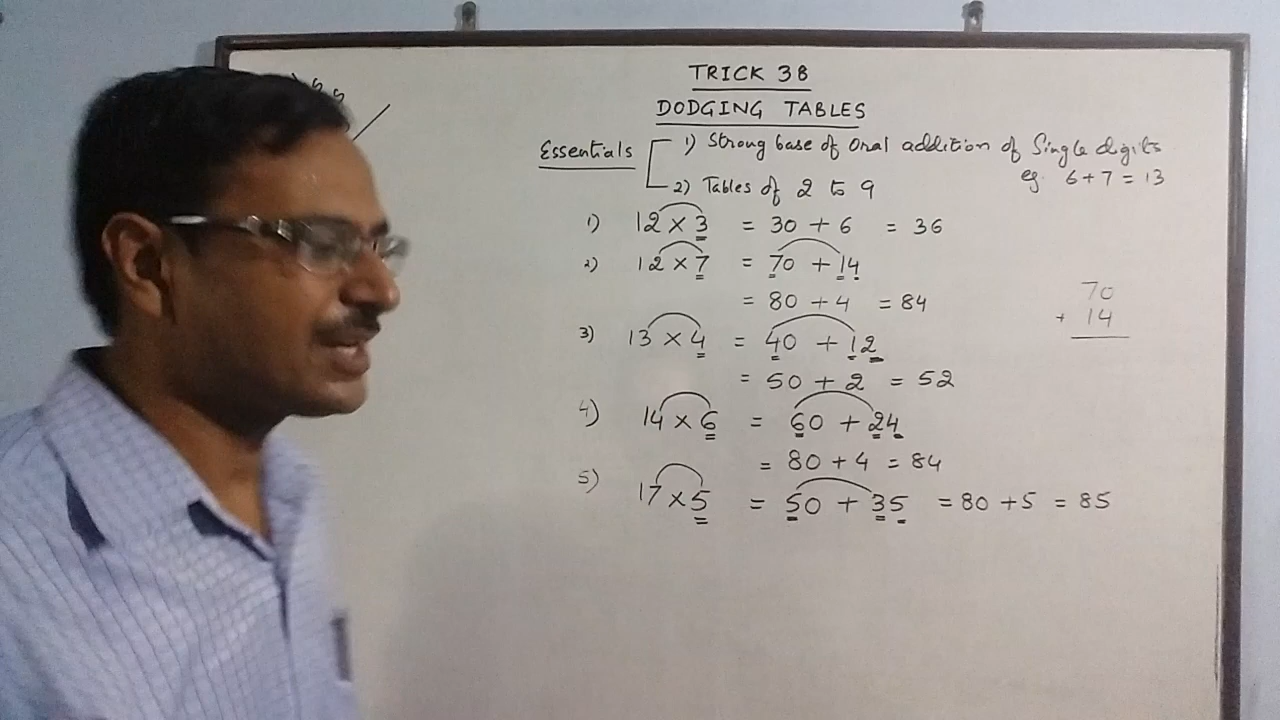 TRICK 38
DODGING TABLES
Essentials 1) Strong base of oral addition of Single digits
eg. 6+7 = 13
2) Tables of 2 to 9
1) 12 × 3 = 30 + 6 = 36
2) 12 × 7 = 70 + 14
= 80 + 4 = 84
3) 13 × 4 = 40 + 12
= 50 + 2 = 52
4) 14 × 6 = 60 + 24
= 80 + 4 = 84
5) 17 × 5 = 50 + 35 = 80 + 5 = 85
70
+ 14